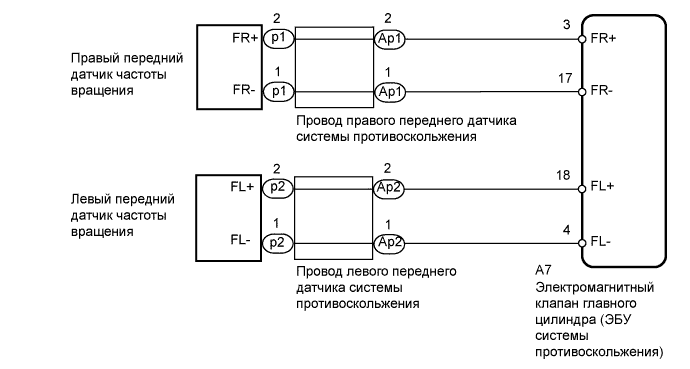 2
2
3
FR+
p1
Ap1
FR+
Правый передний
датчик частоты
вращения
1
1
17
FR-
p1
Ap1
FR-
Провод правого переднего датчика
системы противоскольжения
2
2
18
FL+
p2
Ap2
FL+
Левый передний
датчик частоты
вращения
1
1
4
FL-
p2
Ap2
FL-
Провод левого переднего
датчика системы
противоскольжения
A7
Электромагнитный
клапан главного
цилиндра (ЭБУ
системы
противоскольжения)